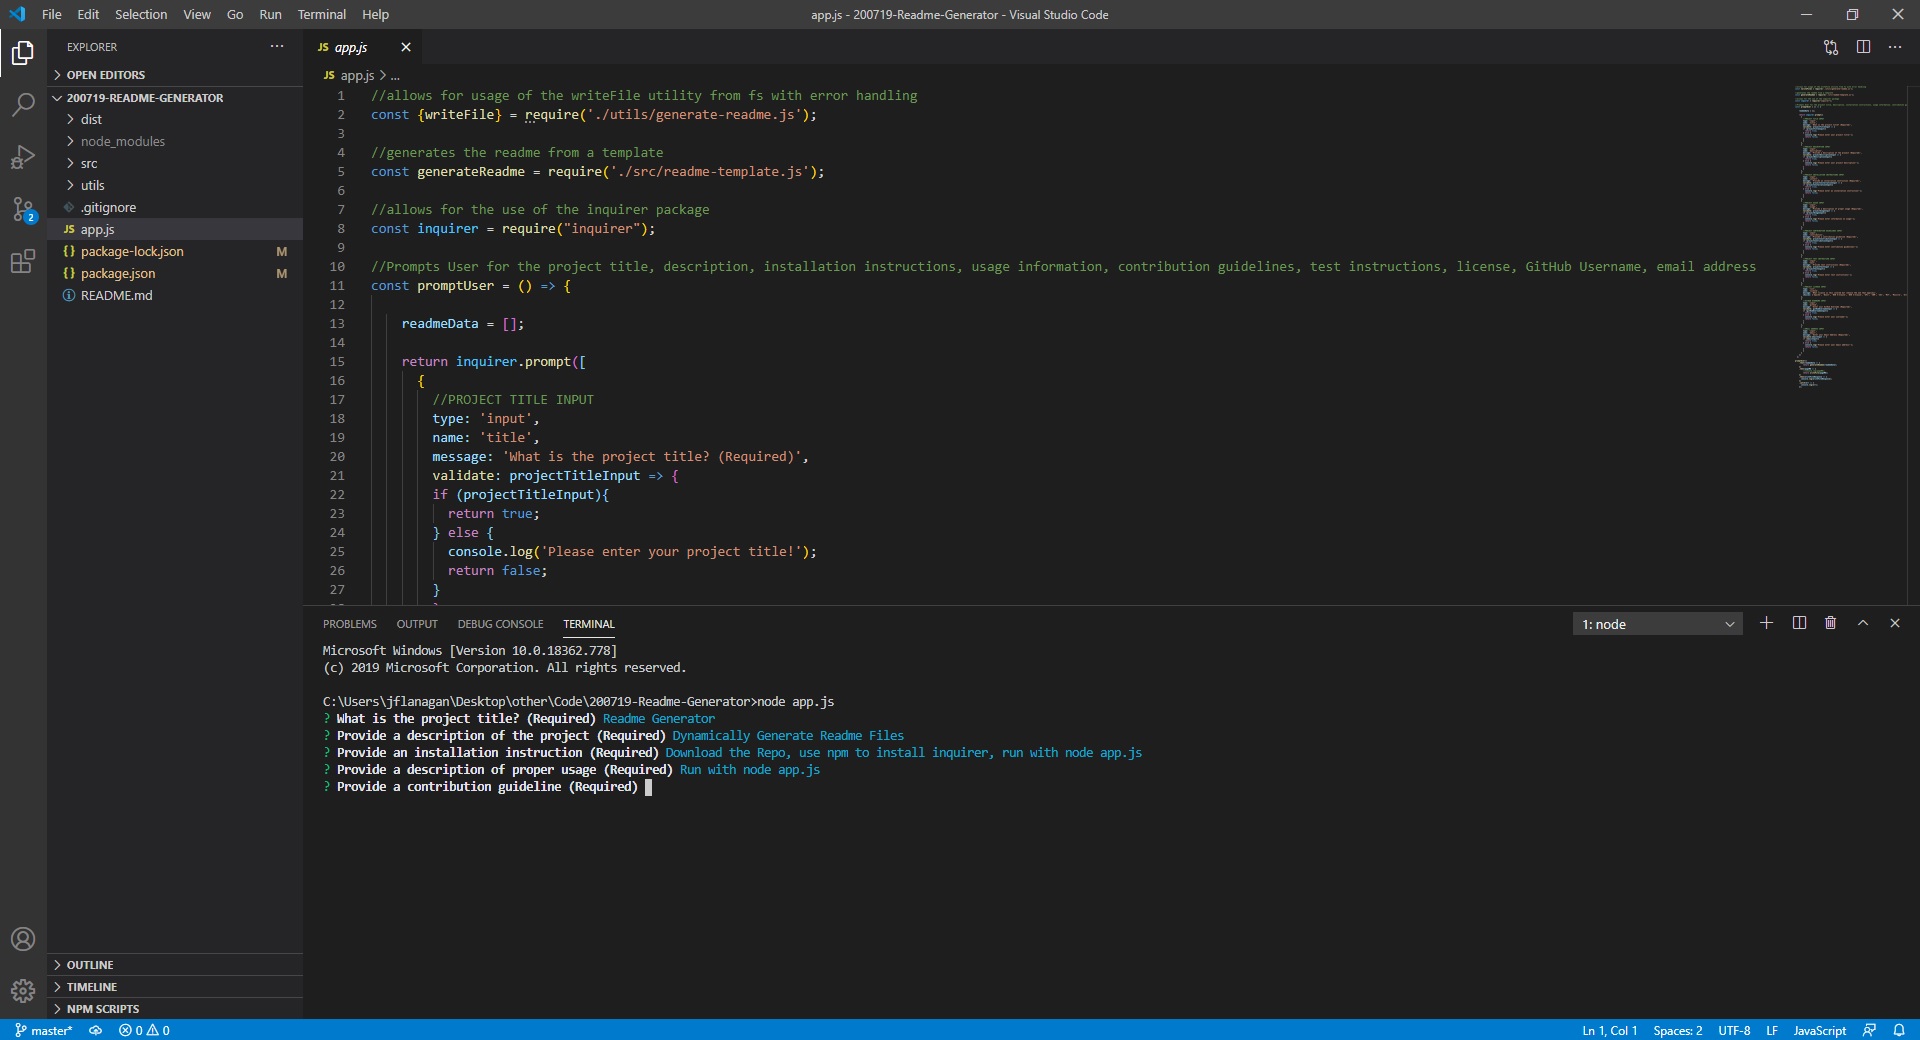 File Edit Selection View Go Run Terminal Help
app.js - 200719-Readme-Generator - Visual Studio Code
EXPLORER
OPEN EDITORS
200719-README-GENERATOR
dist
node_modules
src
utils
.gitignore
JS app.js
{} package-lock.json M
{} package.json M
README.md
OUTLINE
TIMELINE
NPM SCRIPTS
2
JS app.js
JS app.js > ...
1 //allows for usage of the writeFile utility from fs with error handling
2 const {writeFile} = require('./utils/generate-readme.js');
3
4 //generates the readme from a template
5 const generateReadme = require('./src/readme-template.js');
6
7 //allows for the use of the inquirer package
8 const inquirer = require("inquirer");
9
10 //Prompts User for the project title, description, installation instructions, usage information, contribution guidelines, test instructions, license, GitHub Username, email address
11 const promptUser = () => {
12
13 readmeData = [];
14
15 return inquirer.prompt([
16 {
17 //PROJECT TITLE INPUT
18 type: 'input',
19 name: 'title',
20 message: 'What is the project title? (Required)',
21 validate: projectTitleInput => {
22 if (projectTitleInput){
23 return true;
24 } else {
25 console.log('Please enter your project title!');
26 return false;
27 }
PROBLEMS OUTPUT DEBUG CONSOLE TERMINAL
1: node
Microsoft Windows [Version 10.0.18362.778]
(c) 2019 Microsoft Corporation. All rights reserved.
C:\Users\jflanagan\Desktop\other\Code\200719-Readme-Generator>node app.js
? What is the project title? (Required) Readme Generator
? Provide a description of the project (Required) Dynamically Generate Readme Files
? Provide an installation instruction (Required) Download the Repo, use npm to install inquirer, run with node app.js
? Provide a description of proper usage (Required) Run with node app.js
? Provide a contribution guideline (Required)
master* 0 0
Ln 1, Col 1 Spaces: 2 UTF-8 LF JavaScript